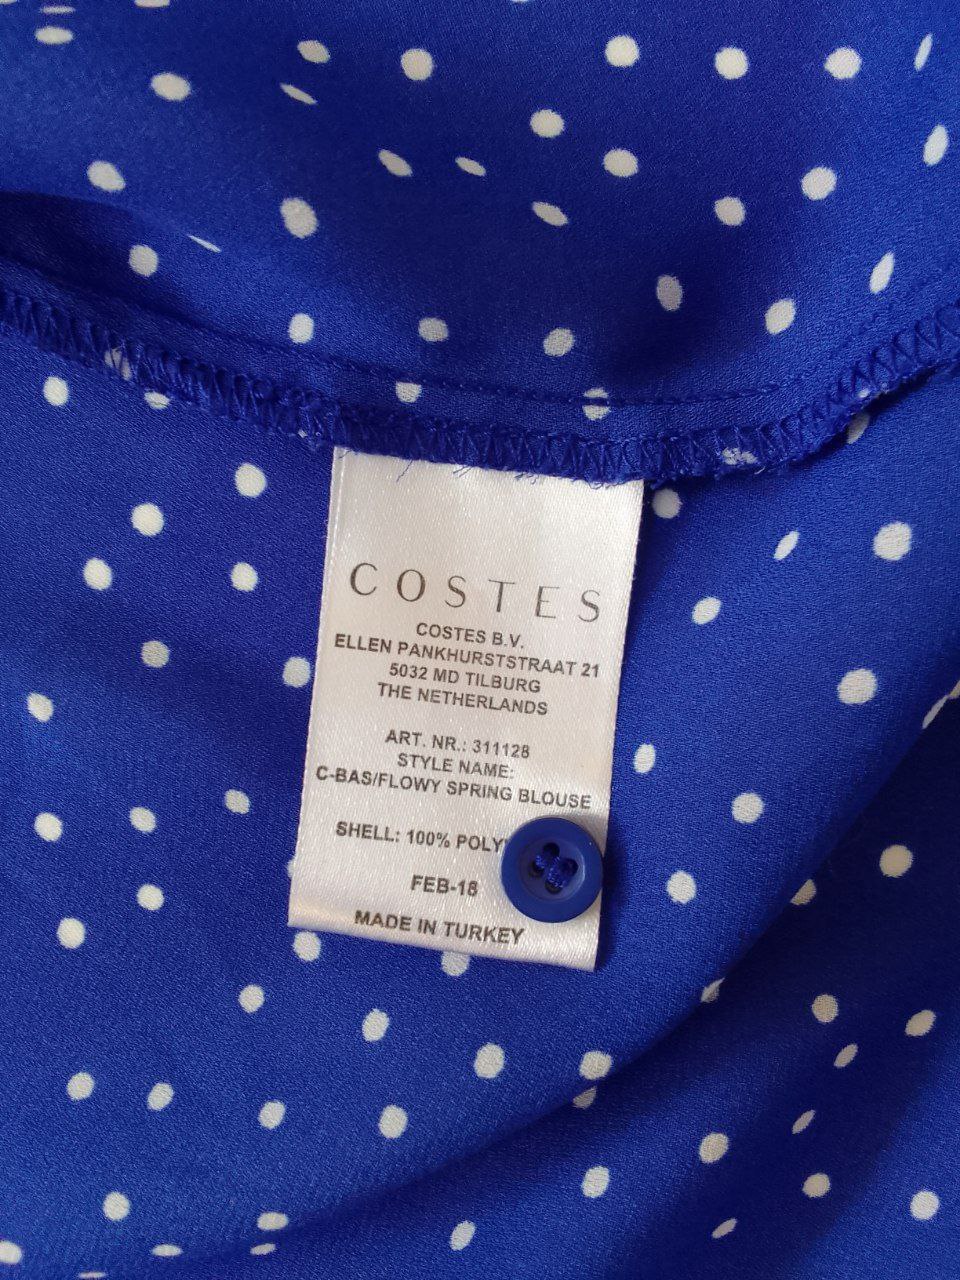 COSTES
COSTES B.V.
ELLEN PANKHURSTSTRAAT 21
5032 MD TILBURG
THE NETHERLANDS
ART. NR.: 311128
STYLE NAME:
C-BAS/FLOWY SPRING BLOUSE
SHELL: 100%
FEB-18
MADE IN TURKEY